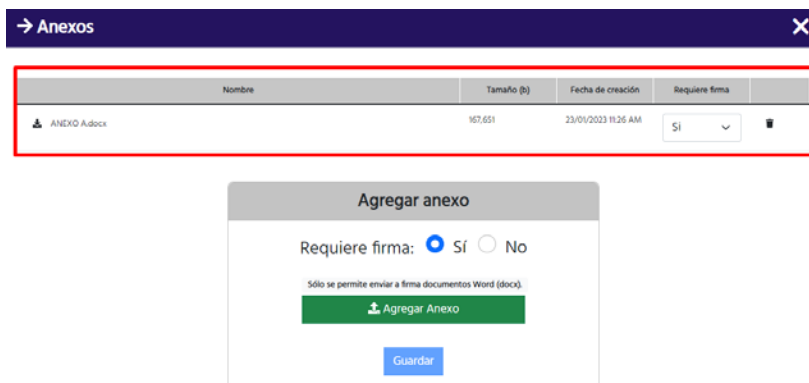 Anexos
Nombre Tamaño (b) Fecha de creación Requiere firma
ANEXO A.docx 167,651 23/01/2023 11:26 AM Si
Agregar anexo
Requiere firma: Sí No
Sólo se permite enviar a firma documentos Word (docx).
Agregar Anexo
Guardar